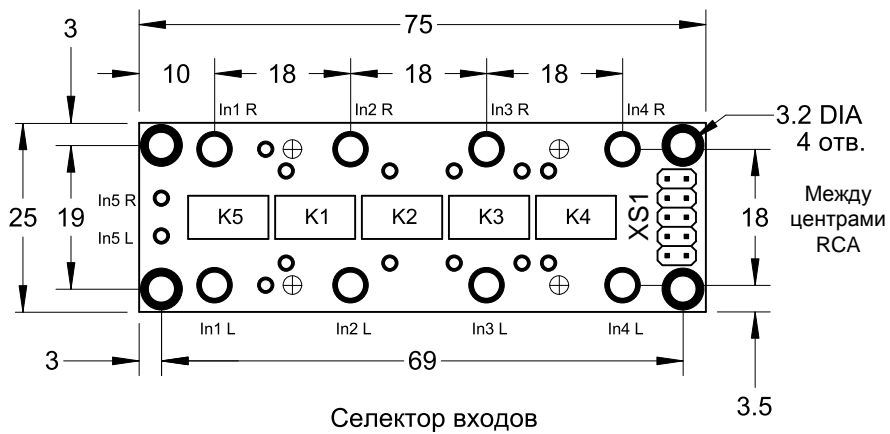 75
3
10
18
18
18
In1 R
In2 R
In3 R
In4 R
3.2 DIA
4 отв.
In5 R
In5 L
25
19
K5
K1
K2
K3
K4
XS1
18
Между
центрами
RCA
In1 L
In2 L
In3 L
In4 L
3
69
3.5
Селектор входов